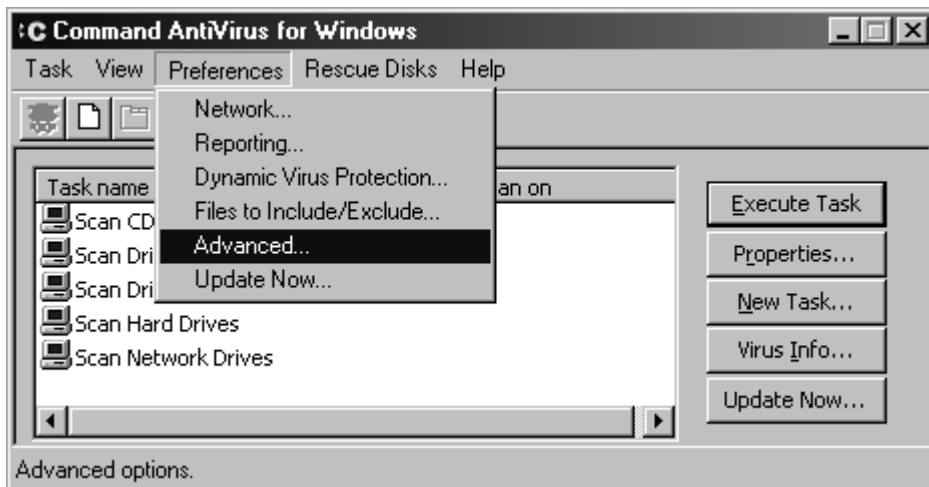 Command AntiVirus for Windows
Task View Preferences Rescue Disks Help
Network...
Reporting...
Dynamic Virus Protection...
Files to Include/Exclude...
Advanced...
Update Now...
Task name an on
Scan CD
Scan Dri
Scan Dri
Scan Hard Drives
Scan Network Drives
Execute Task
Properties...
New Task...
Virus Info...
Update Now...
Advanced options.